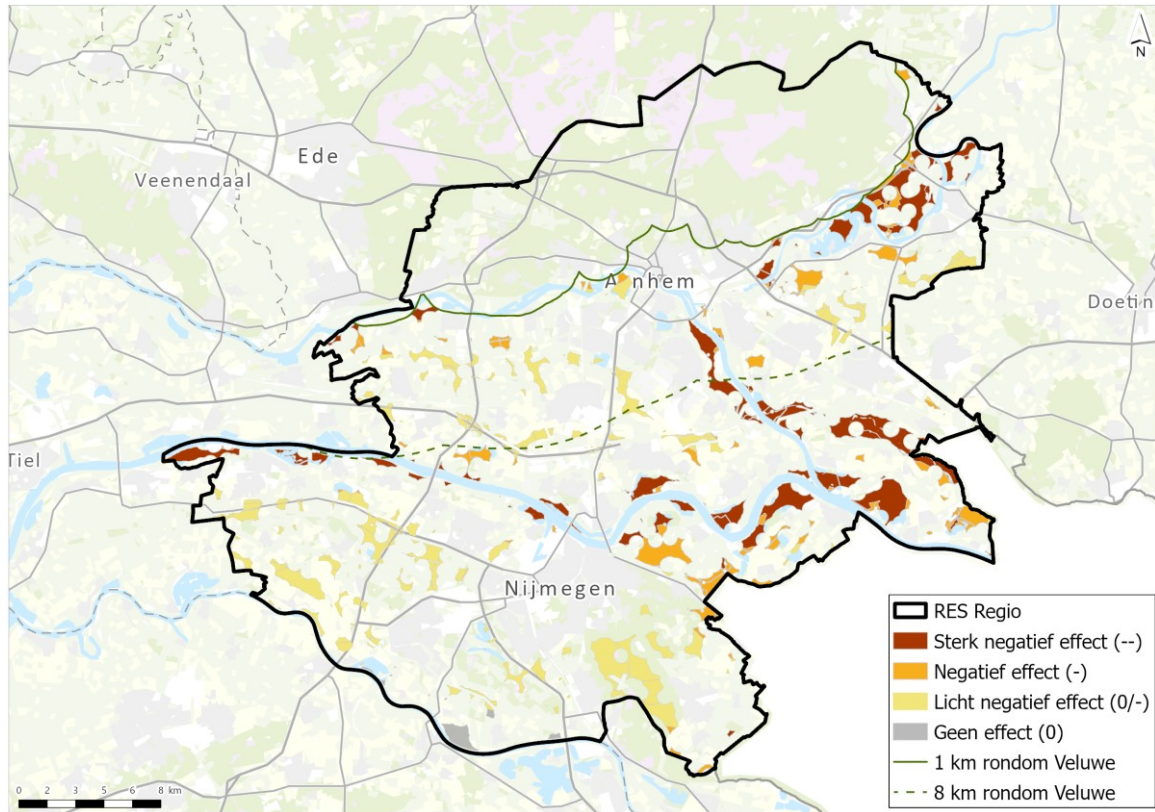 N
Ede
Veenendaal
Arnhem
Doetin
Tiel
Nijmegen
RES Regio
Sterk negatief effect (--)
Negatief effect (-)
Licht negatief effect (0/-)
Geen effect (0)
1 km rondom Veluwe
8 km rondom Veluwe
0 2 3 5 6 8 km